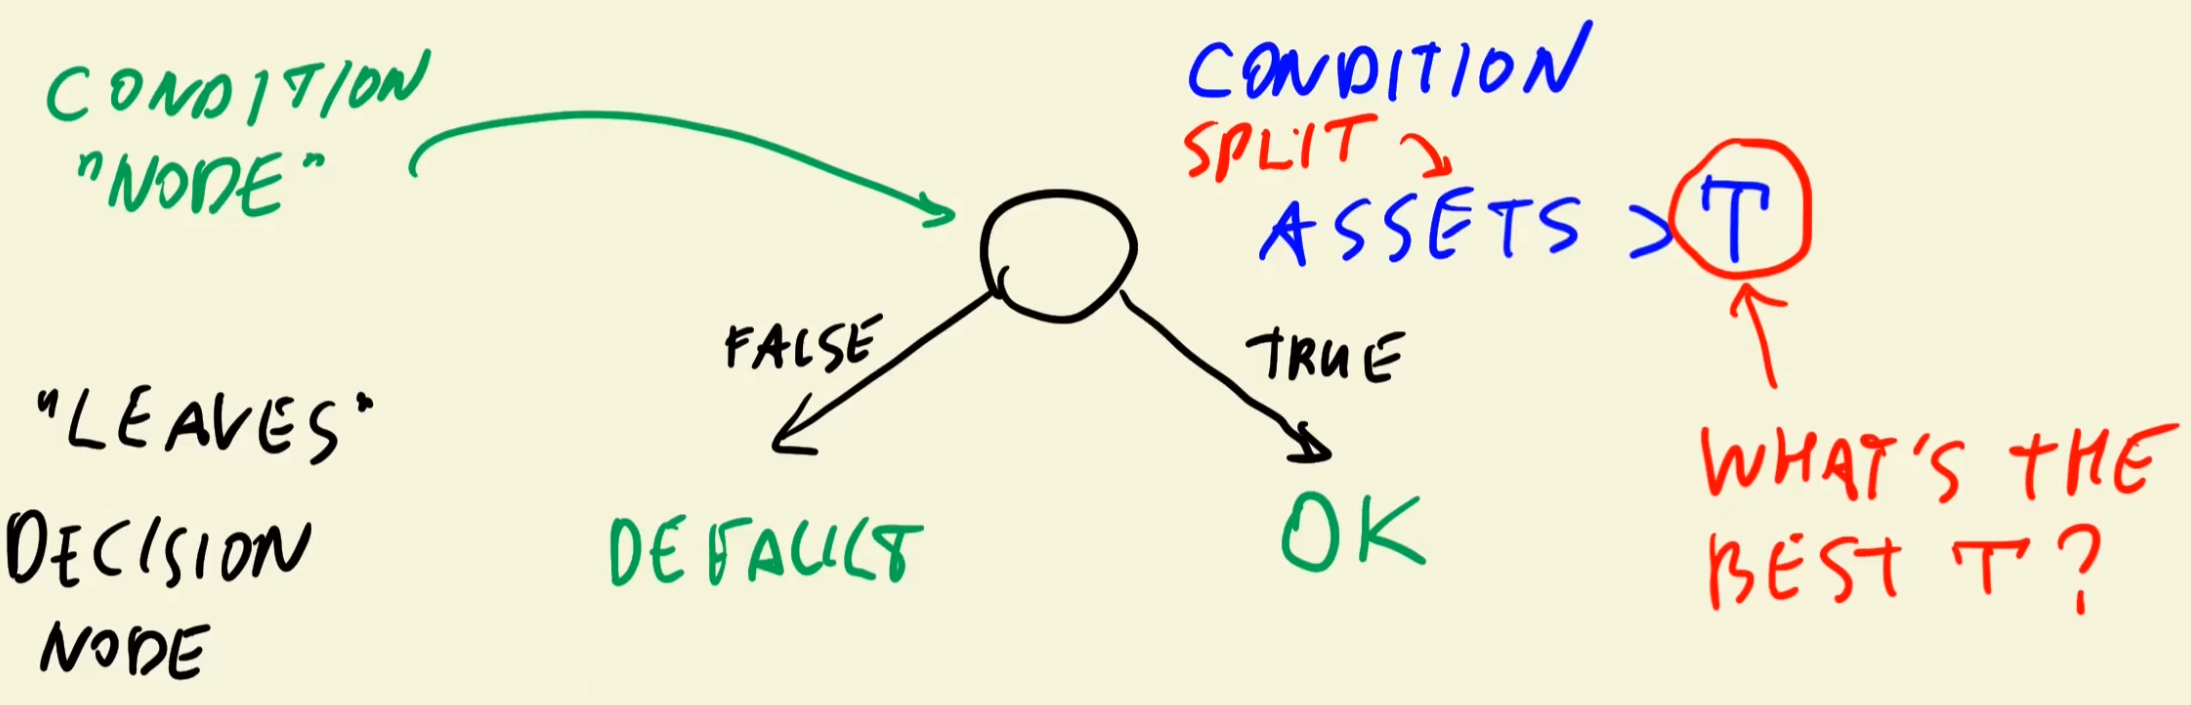 CONDITION
"NODE"
CONDITION
SPLIT
ASSETS > T
FALSE
TRUE
"LEAVES"
DECISION
NODE
DEFAULT
OK
WHAT'S THE
BEST T?